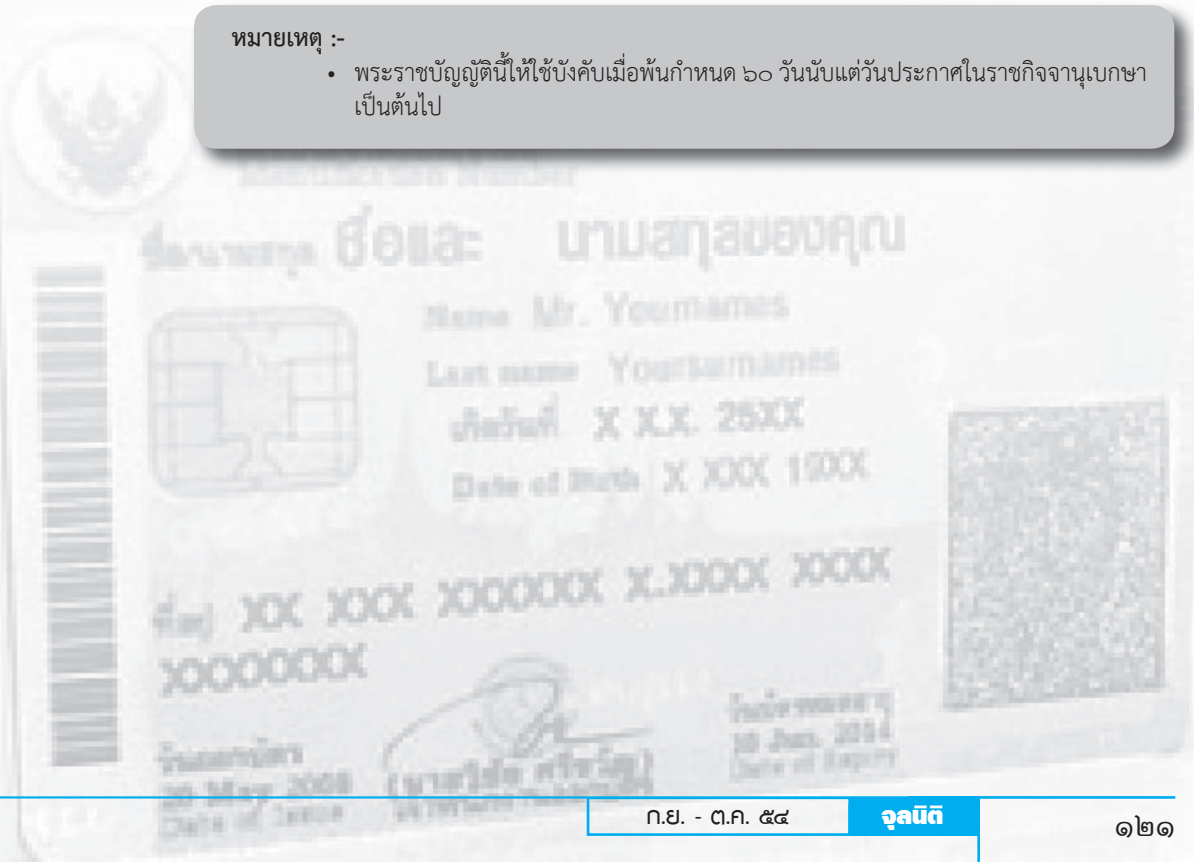 หมายเหตุ :-
• พระราชบัญญัตินี้ให้ใช้บังคับเมื่อพ้นกำหนด ๖๐ วันนับแต่วันประกาศในราชกิจจานุเบกษา
เป็นต้นไป
Identification Number
ชื่อและ นามสกุลของคุณ
Name Mr. Yournames
Last name Yoursurnames
เกิดวันที่ X X.X. 25XX
Date of Birth X XXX 19XX
ที่อยู่ XX XXX XXXXXXX X.XXXX XXXX
XXXXXXXX
Date of Issue
Date of Expiry
ก.ย. - ต.ค. ๕๔ จุลนิติ ๑๒๑